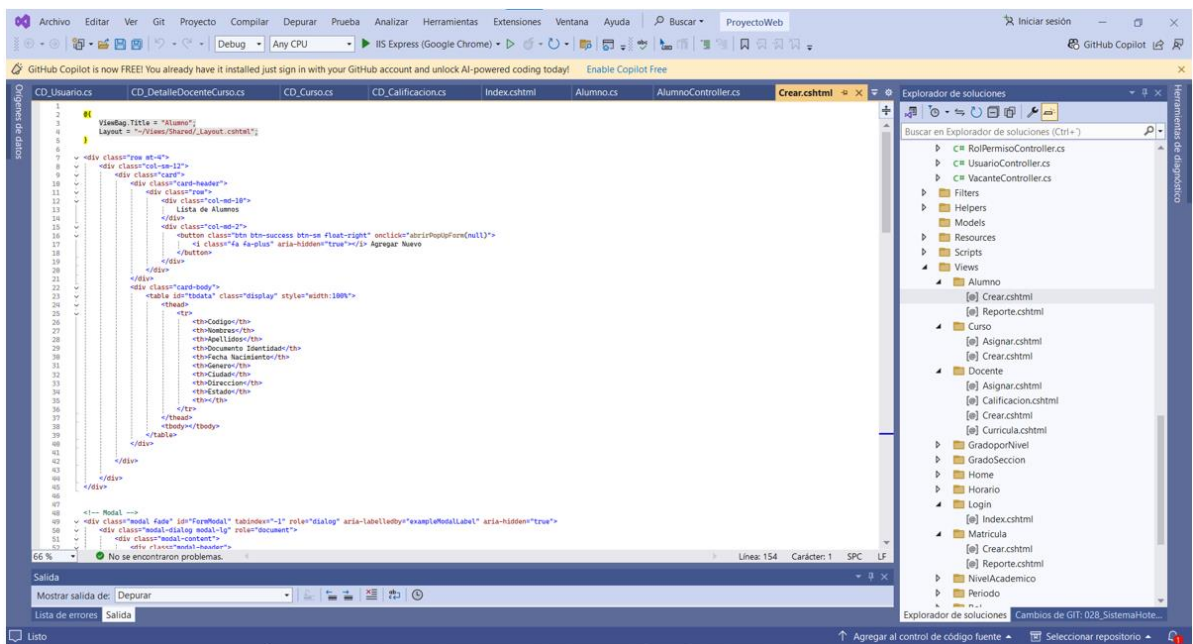 Archivo Editar Ver Git Proyecto Compilar Depurar Prueba Analizar Herramientas Extensiones Ventana Ayuda Buscar ProyectoWeb Iniciar sesión
Debug Any CPU IIS Express (Google Chrome) GitHub Copilot
GitHub Copilot is now FREE! You already have it installed just sign in with your GitHub account and unlock AI-powered coding today! Enable Copilot Free
Orígenes de datos
CD_Usuario.cs CD_DetalleDocenteCurso.cs CD_Curso.cs CD_Calificacion.cs Index.cshtml Alumno.cs AlumnoController.cs Crear.cshtml
1
2 @{
3 ViewBag.Title = "Alumno";
4 Layout = "~/Views/Shared/_Layout.cshtml";
5 }
6
7 <div class="row mt-4">
8 <div class="col-sm-12">
9 <div class="card">
10 <div class="card-header">
11 <div class="row">
12 <div class="col-md-10">
13 Lista de Alumnos
14 </div>
15 <div class="col-md-2">
16 <button class="btn btn-success btn-sm float-right" onclick="abrirPopUpForm(null)">
17 <i class="fa fa-plus" aria-hidden="true"></i> Agregar Nuevo
18 </button>
19 </div>
20 </div>
21 </div>
22 <div class="card-body">
23 <table id="tbdata" class="display" style="width:100%">
24 <thead>
25 <tr>
26 <th>Codigo</th>
27 <th>Nombres</th>
28 <th>Apellidos</th>
29 <th>Documento Identidad</th>
30 <th>Fecha Nacimiento</th>
31 <th>Genero</th>
32 <th>Ciudad</th>
33 <th>Direccion</th>
34 <th>Estado</th>
35 <th></th>
36 </tr>
37 </thead>
38 <tbody></tbody>
39 </table>
40 </div>
41
42 </div>
43
44 </div>
45 </div>
46
47
48 <!-- Modal -->
49 <div class="modal fade" id="FormModal" tabindex="-1" role="dialog" aria-labelledby="exampleModalLabel" aria-hidden="true">
50 <div class="modal-dialog modal-lg" role="document">
51 <div class="modal-content">
52 <div class="modal-header">
66 % No se encontraron problemas. Línea: 154 Carácter: 1 SPC LF
Salida
Mostrar salida de: Depurar
Lista de errores Salida
Explorador de soluciones
Buscar en Explorador de soluciones (Ctrl+´)
C# RolPermisoController.cs
C# UsuarioController.cs
C# VacanteController.cs
Filters
Helpers
Models
Resources
Scripts
Views
Alumno
[@] Crear.cshtml
[@] Reporte.cshtml
Curso
[@] Asignar.cshtml
[@] Crear.cshtml
Docente
[@] Asignar.cshtml
[@] Calificacion.cshtml
[@] Crear.cshtml
[@] Curricula.cshtml
GradoporNivel
GradoSeccion
Home
Horario
Login
[@] Index.cshtml
Matricula
[@] Crear.cshtml
[@] Reporte.cshtml
NivelAcademico
Periodo
Explorador de soluciones Cambios de GIT: 028_SistemaHote...
Herramientas de diagnóstico
Listo Agregar al control de código fuente Seleccionar repositorio 1